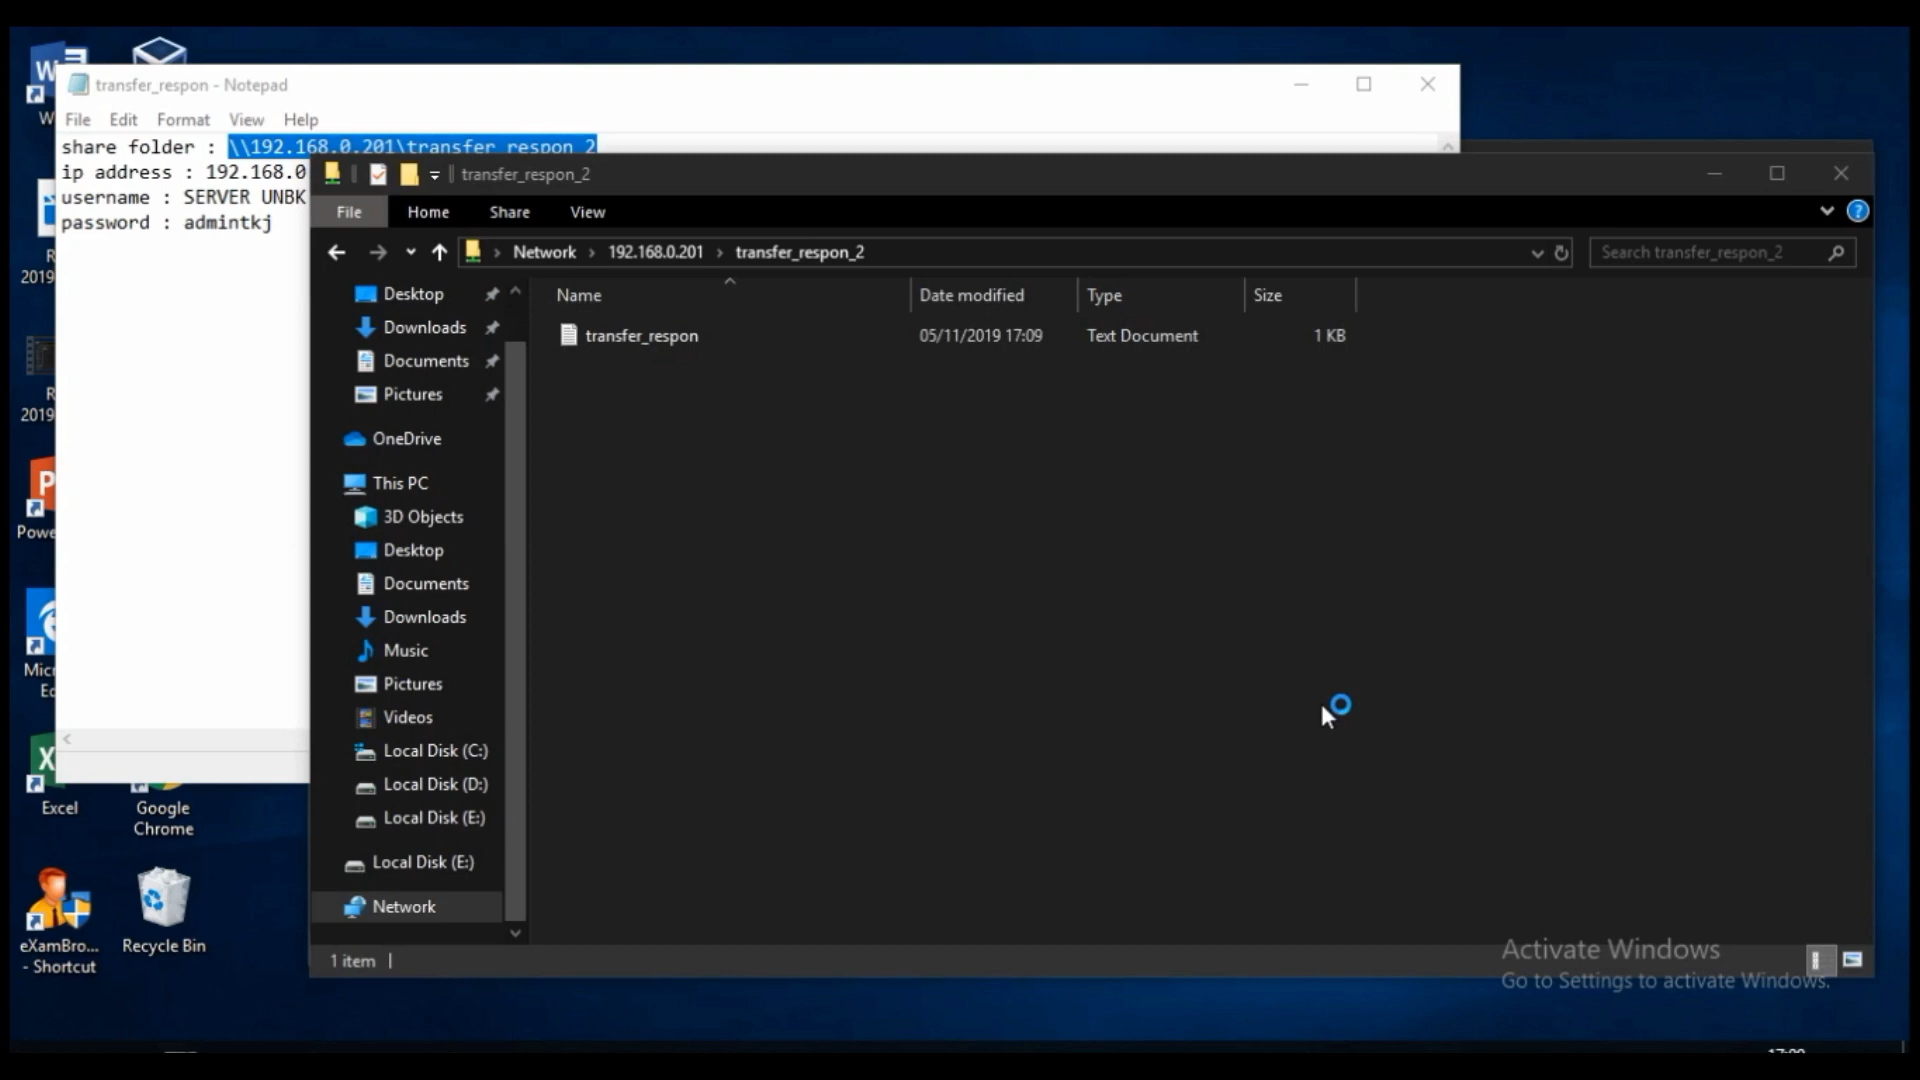 transfer_respon - Notepad
File Edit Format View Help
share folder : \\192.168.0.201\transfer_respon_2
ip address : 192.168.0
username : SERVER UNBK
password : admintkj
transfer_respon_2
File Home Share View
Network > 192.168.0.201 > transfer_respon_2
Search transfer_respon_2
Name Date modified Type Size
transfer_respon 05/11/2019 17:09 Text Document 1 KB
Desktop
Downloads
Documents
Pictures
OneDrive
This PC
3D Objects
Desktop
Documents
Downloads
Music
Pictures
Videos
Local Disk (C:)
Local Disk (D:)
Local Disk (E:)
Local Disk (E:)
Network
1 item
W
R
2019
R
2019
Powe
Micr
Excel
Google
Chrome
eXamBro...
- Shortcut
Recycle Bin
Activate Windows
Go to Settings to activate Windows.